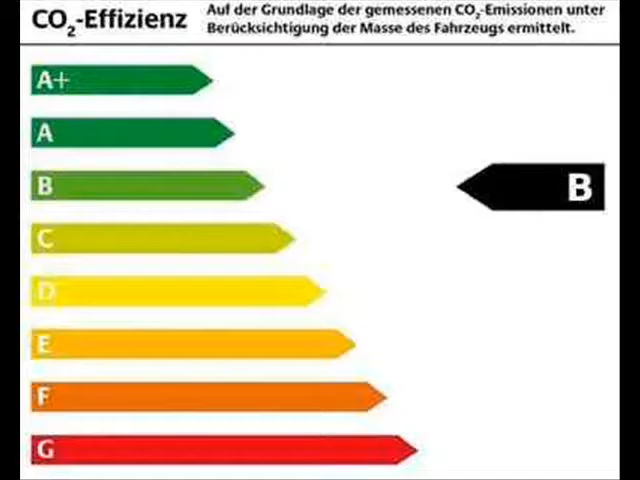 CO₂-Effizienz
Auf der Grundlage der gemessenen CO₂-Emissionen unter
Berücksichtigung der Masse des Fahrzeugs ermittelt.
A+
A
B
B
C
D
E
F
G